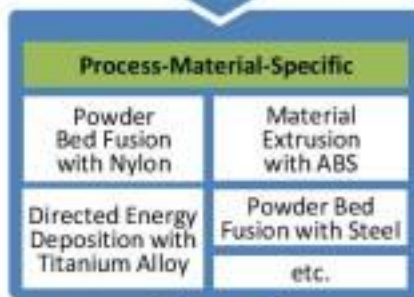 Process-Material-Specific
Powder
Bed Fusion
with Nylon
Material
Extrusion
with ABS
Directed Energy
Deposition with
Titanium Alloy
Powder Bed
Fusion with Steel
etc.